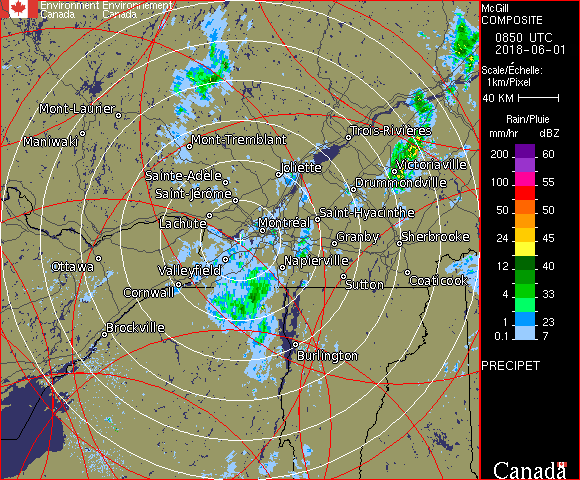 Environment Environnement
Canada Canada
McGill
COMPOSITE
0850 UTC
2018-06-01
Scale/Échelle:
1km/Pixel
40 KM
Rain/Pluie
mm/hr dBZ
200 60
100 55
50 50
24 45
12 40
4 33
1 23
0.1 7
PRECIPET
Canada
Mont-Laurier
Maniwaki
Mont-Tremblant
Trois-Rivières
Sainte-Adèle
Joliette
Victoriaville
Saint-Jérôme
Drummondville
Lachute
Montréal
Saint-Hyacinthe
Granby
Sherbrooke
Ottawa
Valleyfield
Napierville
Cornwall
Sutton
Coaticook
Brockville
Burlington